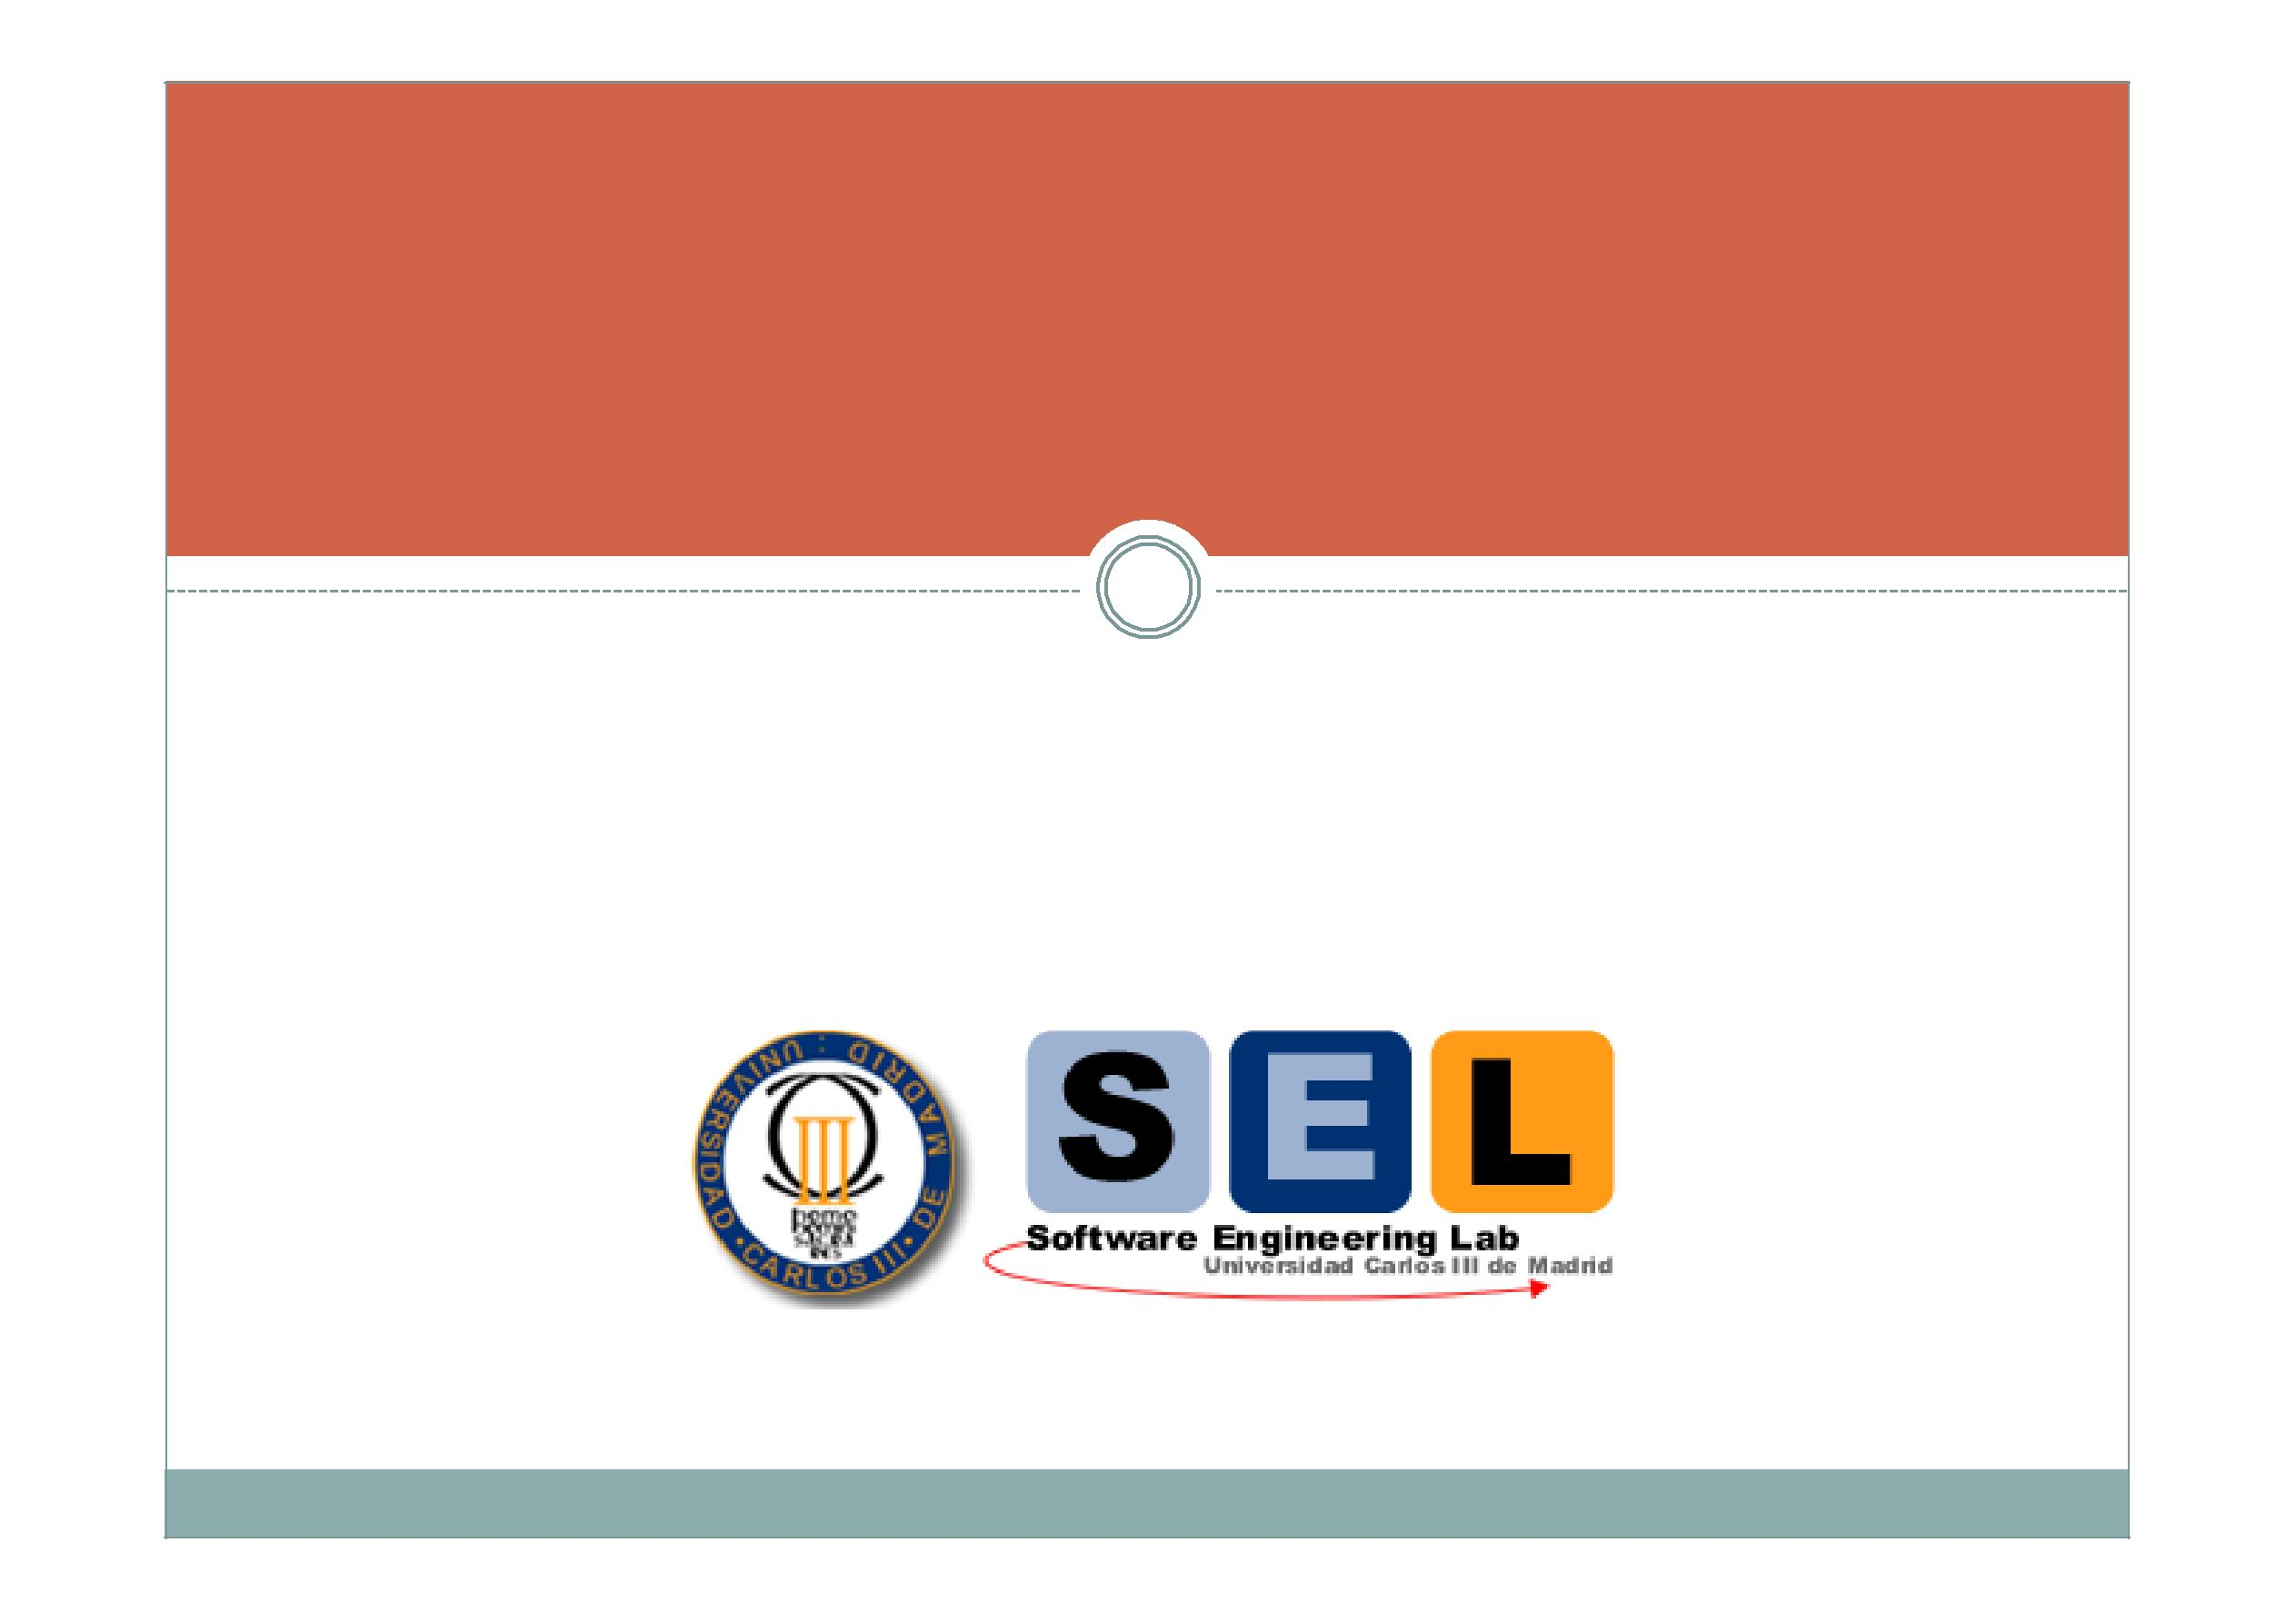 UNIVERSIDAD · CARLOS III · DE MADRID :
SEL
Software Engineering Lab
Universidad Carlos III de Madrid